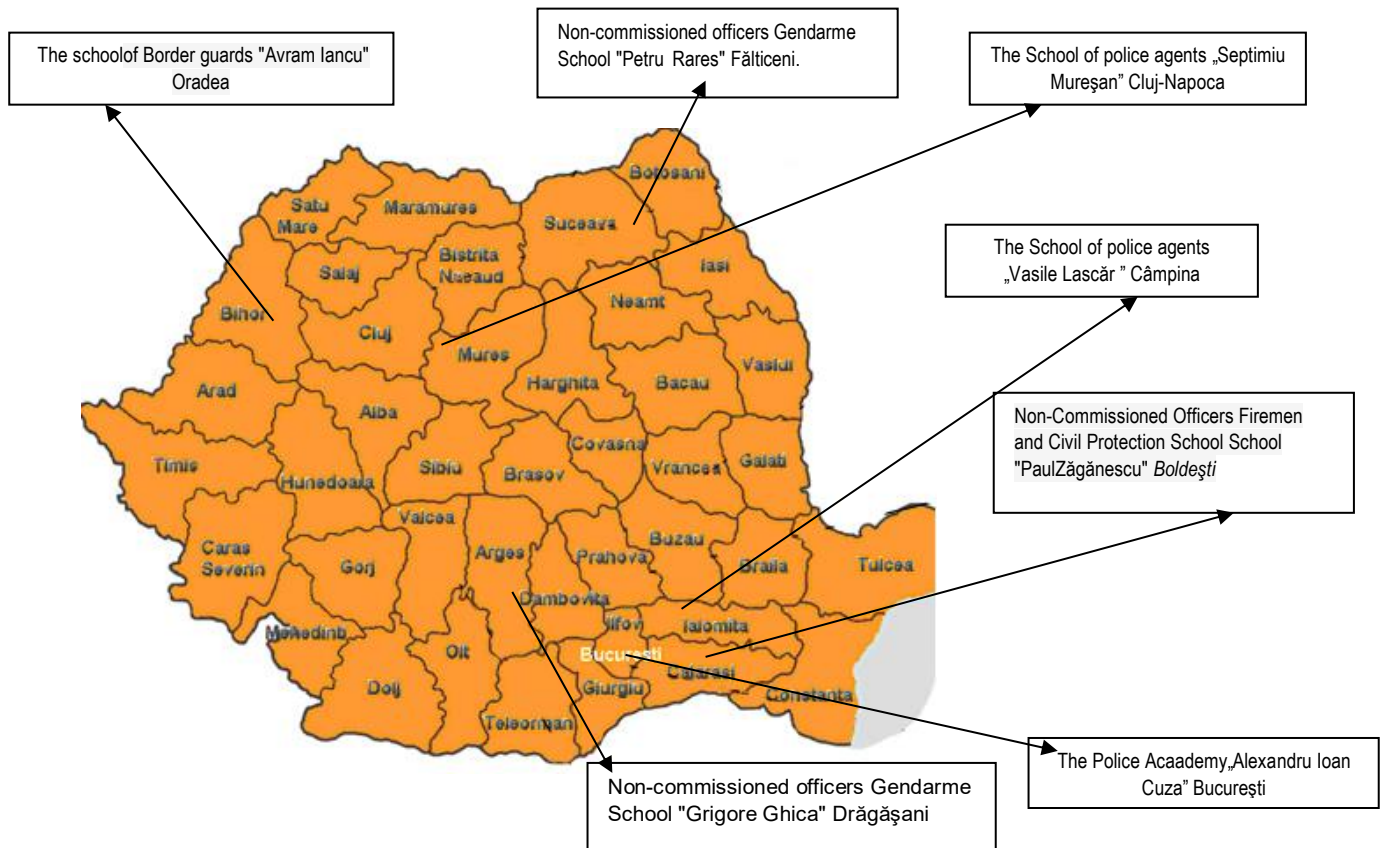 The schoolof Border guards "Avram Iancu"
Oradea
Non-commissioned officers Gendarme
School "Petru Rares" Fălticeni.
The School of police agents „Septimiu
Mureşan” Cluj-Napoca
Botosani
Satu
Mare
Maramures
Suceava
Bistrita
Nasaud
Salaj
Iasi
The School of police agents
„Vasile Lascăr ” Câmpina
Neamt
Bihor
Cluj
Mures
Harghita
Bacau
Vaslui
Arad
Alba
Non-Commissioned Officers Firemen
and Civil Protection School School
"PaulZăgănescu" Boldeşti
Timis
Hunedoara
Sibiu
Brasov
Covasna
Vrancea
Galati
Valcea
Caras
Severin
Gorj
Arges
Prahova
Buzau
Braila
Tulcea
Dambovita
Ilfov
Ialomita
Olt
Bucuresti
Dolj
Giurgiu
Calarasi
Constanta
Teleorman
The Police Acaademy„Alexandru Ioan
Cuza” Bucureşti
Non-commissioned officers Gendarme
School "Grigore Ghica" Drăgăşani